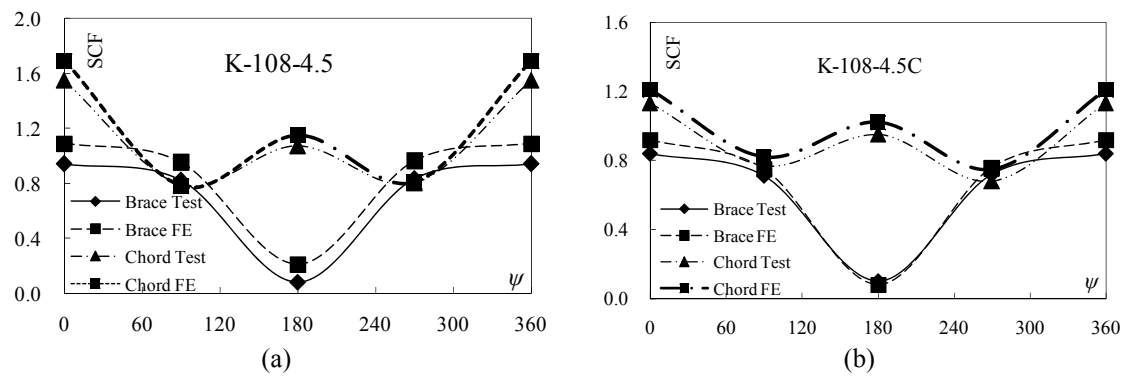 2.0
1.6
1.2
0.8
0.4
0.0
SCF
K-108-4.5
Brace Test
Brace FE
Chord Test
Chord FE
ψ
0 60 120 180 240 300 360
(a)
1.6
1.2
0.8
0.4
0.0
SCF
K-108-4.5C
Brace Test
Brace FE
Chord Test
Chord FE
ψ
0 60 120 180 240 300 360
(b)